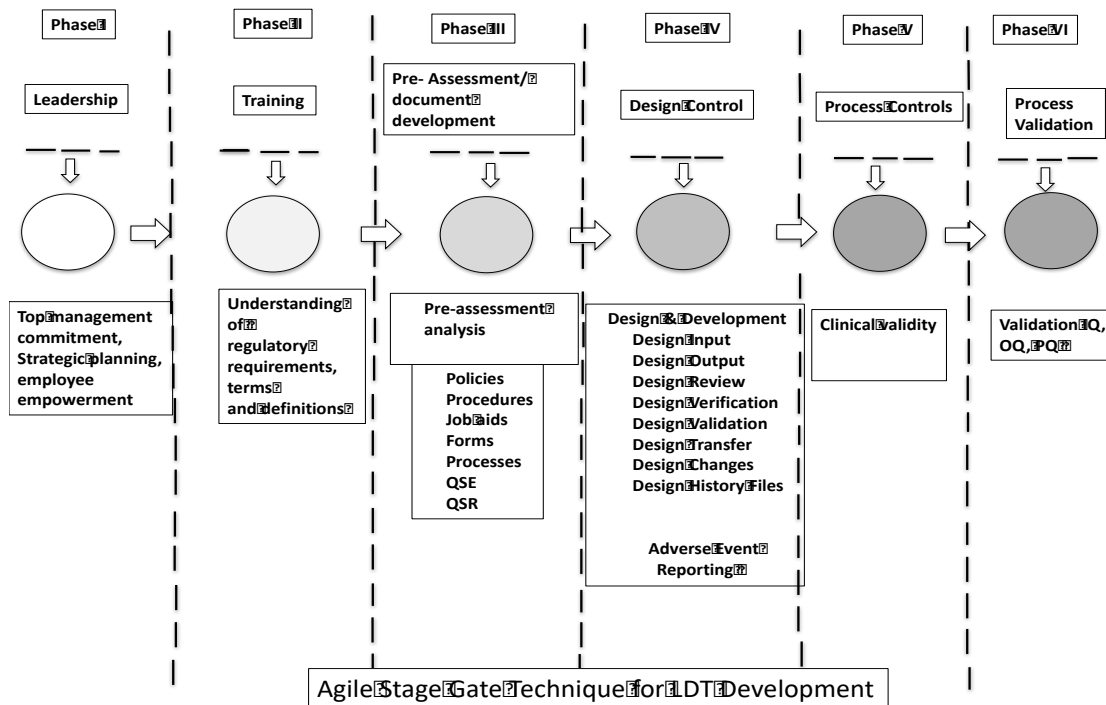 Phase I
Phase II
Phase III
Phase IV
Phase V
Phase VI
Leadership
Training
Pre- Assessment/
document
development
Design Control
Process Controls
Process
Validation
Top management
commitment,
Strategic planning,
employee
empowerment
Understanding
of
regulatory
requirements,
terms
and definitions
Pre-assessment
analysis
Policies
Procedures
Job aids
Forms
Processes
QSE
QSR
Design & Development
Design Input
Design Output
Design Review
Design Verification
Design Validation
Design Transfer
Design Changes
Design History Files
Adverse Event
Reporting
Clinical validity
Validation IQ,
OQ, PQ
Agile Stage Gate Technique for LDT Development